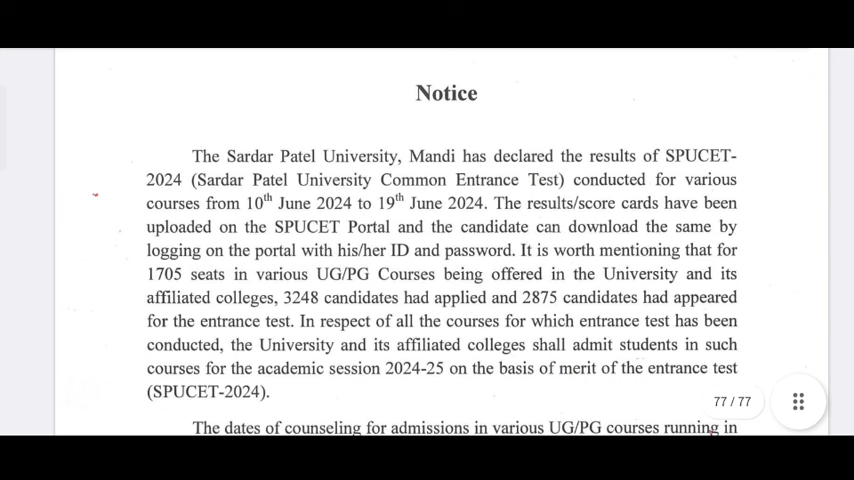 Notice
The Sardar Patel University, Mandi has declared the results of SPUCET-
2024 (Sardar Patel University Common Entrance Test) conducted for various
courses from 10th June 2024 to 19th June 2024. The results/score cards have been
uploaded on the SPUCET Portal and the candidate can download the same by
logging on the portal with his/her ID and password. It is worth mentioning that for
1705 seats in various UG/PG Courses being offered in the University and its
affiliated colleges, 3248 candidates had applied and 2875 candidates had appeared
for the entrance test. In respect of all the courses for which entrance test has been
conducted, the University and its affiliated colleges shall admit students in such
courses for the academic session 2024-25 on the basis of merit of the entrance test
(SPUCET-2024).
77 / 77
The dates of counseling for admissions in various UG/PG courses running in